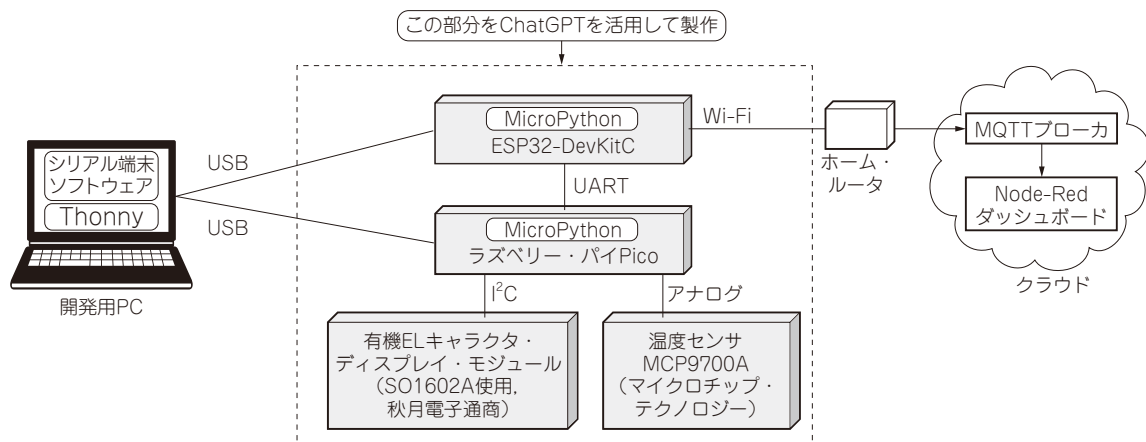 この部分をChatGPTを活用して製作
シリアル端末
ソフトウェア
Thonny
開発用PC
USB
USB
MicroPython
ESP32-DevKitC
UART
MicroPython
ラズベリー・パイPico
I²C
アナログ
有機ELキャラクタ・
ディスプレイ・モジュール
(SO1602A使用,
秋月電子通商)
温度センサ
MCP9700A
(マイクロチップ・
テクノロジー)
Wi-Fi
ホーム・
ルータ
MQTTブローカ
Node-Red
ダッシュボード
クラウド